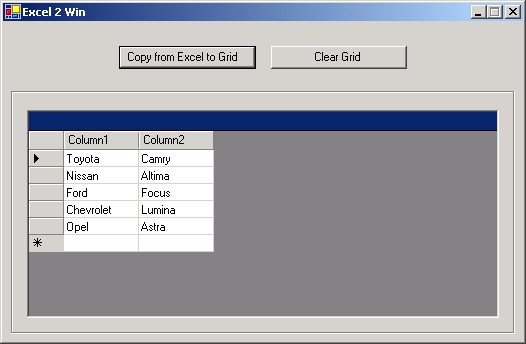 Excel 2 Win
Copy from Excel to Grid Clear Grid
Column1 Column2
Toyota Camry
Nissan Altima
Ford Focus
Chevrolet Lumina
Opel Astra